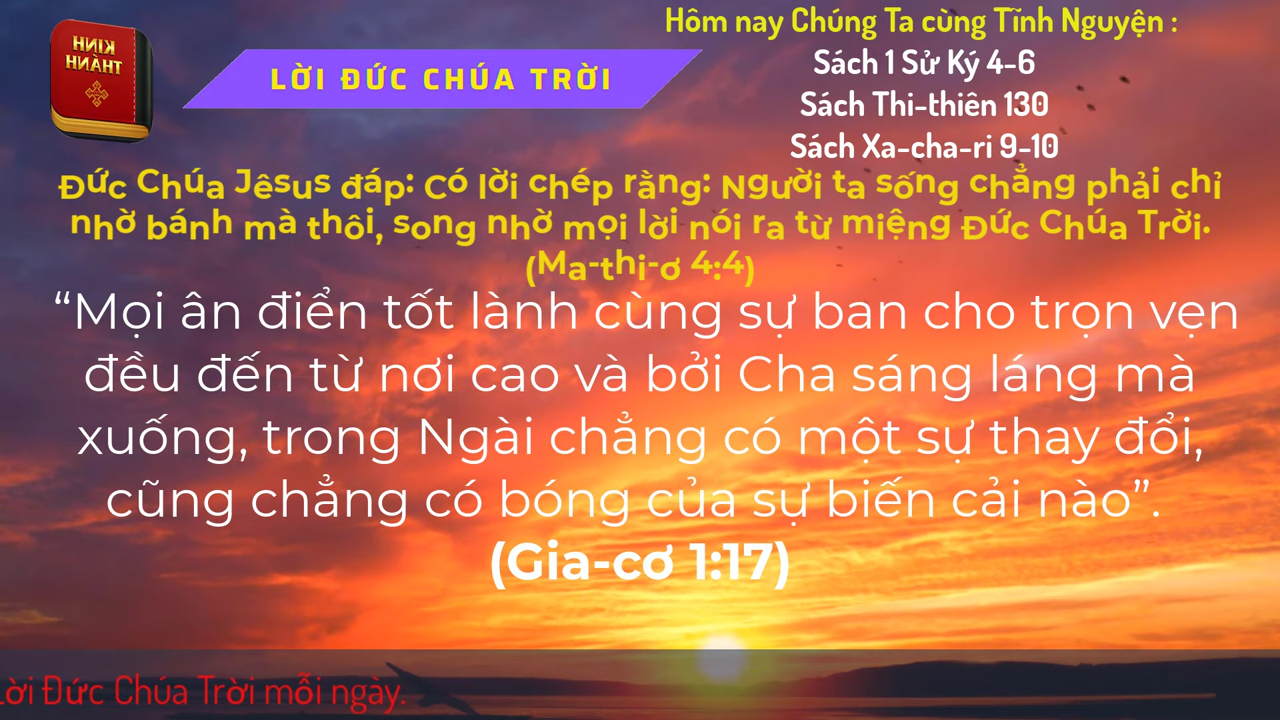 KINH
THÁNH
LỜI ĐỨC CHÚA TRỜI
Hôm nay Chúng Ta cùng Tĩnh Nguyện :
Sách 1 Sử Ký 4-6
Sách Thi-thiên 130
Sách Xa-cha-ri 9-10
Đức Chúa Jêsus đáp: Có lời chép rằng: Người ta sống chẳng phải chỉ
nhờ bánh mà thôi, song nhờ mọi lời nói ra từ miệng Đức Chúa Trời.
(Ma-thi-ơ 4:4)
“Mọi ân điển tốt lành cùng sự ban cho trọn vẹn
đều đến từ nơi cao và bởi Cha sáng láng mà
xuống, trong Ngài chẳng có một sự thay đổi,
cũng chẳng có bóng của sự biến cải nào”.
(Gia-cơ 1:17)
Lời Đức Chúa Trời mỗi ngày.